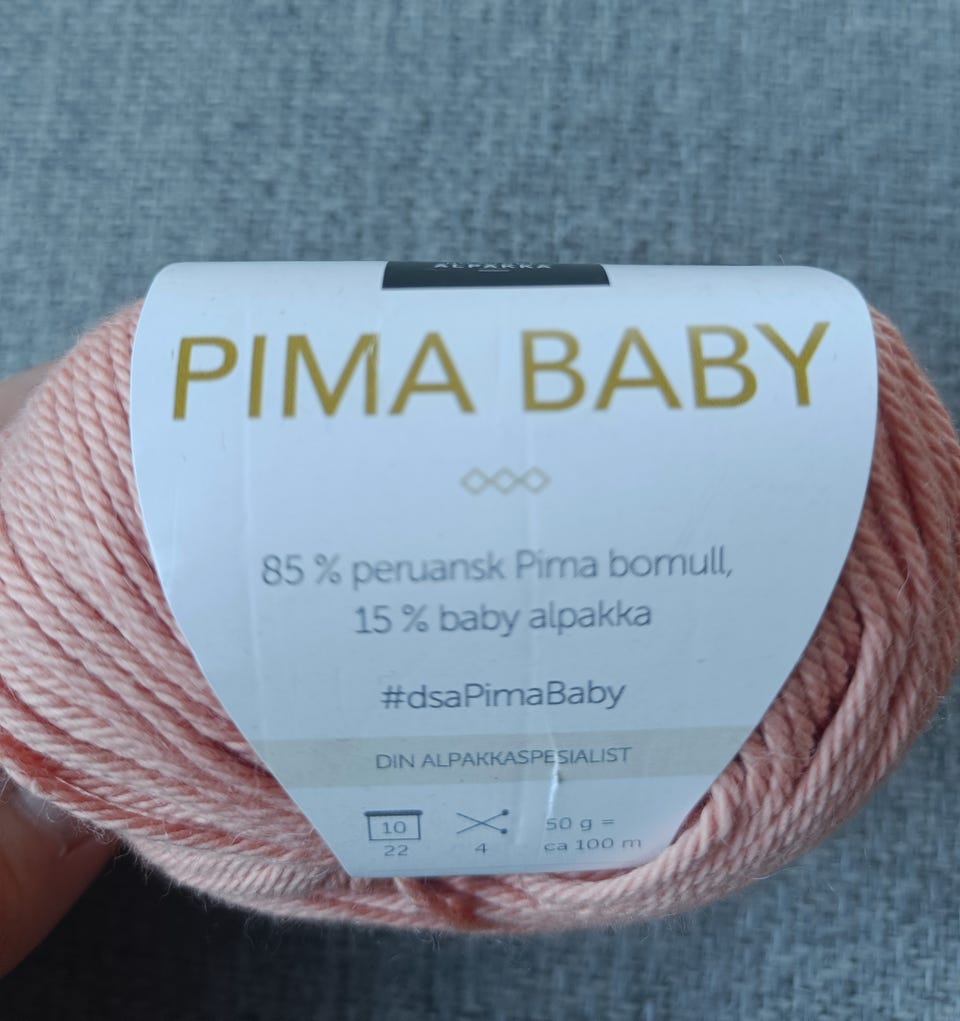 ALPAKKA
PIMA BABY
85 % peruansk Pima bomull,
15 % baby alpakka
#dsaPimaBaby
DIN ALPAKKASPESIALIST
10
22
4
50 g =
ca 100 m